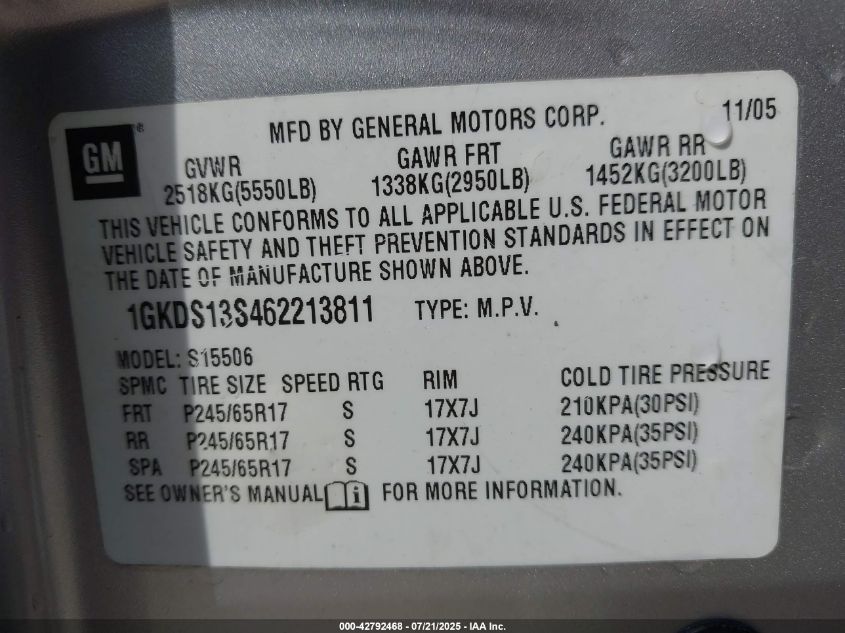 GM®
MFD BY GENERAL MOTORS CORP. 11/05
GVWR GAWR FRT GAWR RR
2518KG(5550LB) 1338KG(2950LB) 1452KG(3200LB)
THIS VEHICLE CONFORMS TO ALL APPLICABLE U.S. FEDERAL MOTOR
VEHICLE SAFETY AND THEFT PREVENTION STANDARDS IN EFFECT ON
THE DATE OF MANUFACTURE SHOWN ABOVE.
1GKDS13S462213811 TYPE: M.P.V.
MODEL: S15506
SPMC TIRE SIZE SPEED RTG RIM COLD TIRE PRESSURE
FRT P245/65R17 S 17X7J 210KPA(30PSI)
RR P245/65R17 S 17X7J 240KPA(35PSI)
SPA P245/65R17 S 17X7J 240KPA(35PSI)
SEE OWNER'S MANUAL i FOR MORE INFORMATION.
000-42792468 - 07/21/2025 - IAA Inc.